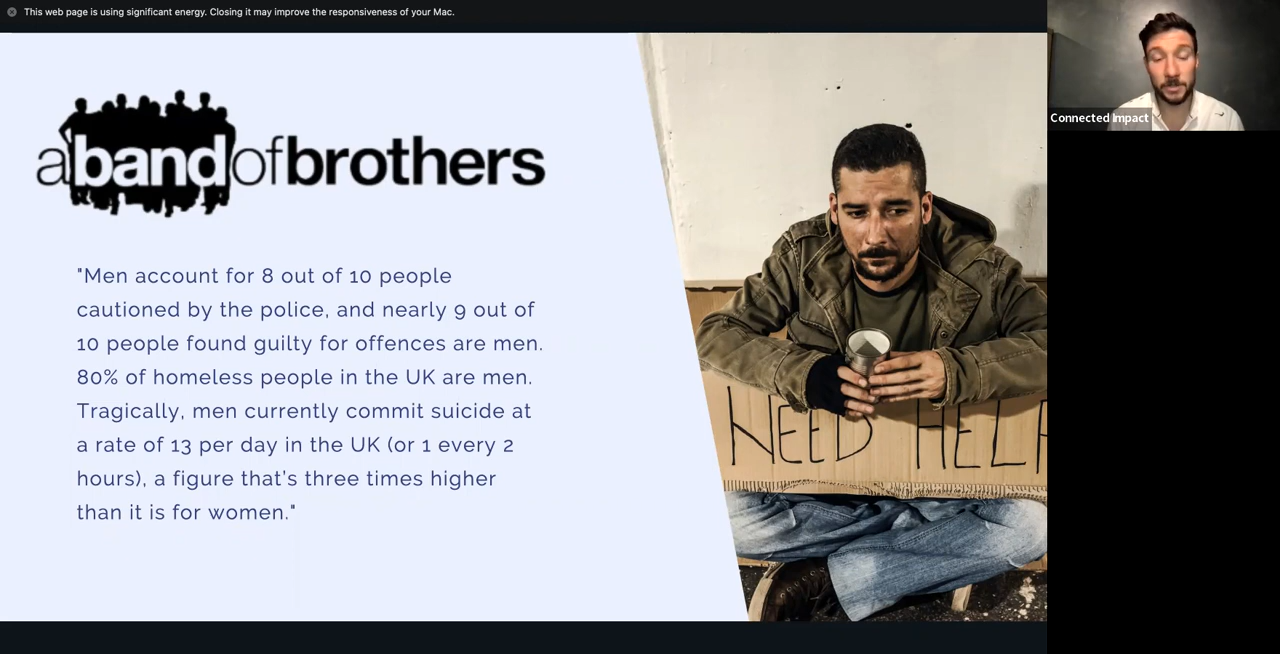 This web page is using significant energy. Closing it may improve the responsiveness of your Mac.
abandofbrothers
"Men account for 8 out of 10 people
cautioned by the police, and nearly 9 out of
10 people found guilty for offences are men.
80% of homeless people in the UK are men.
Tragically, men currently commit suicide at
a rate of 13 per day in the UK (or 1 every 2
hours), a figure that's three times higher
than it is for women."
NEED HELP
Connected Impact